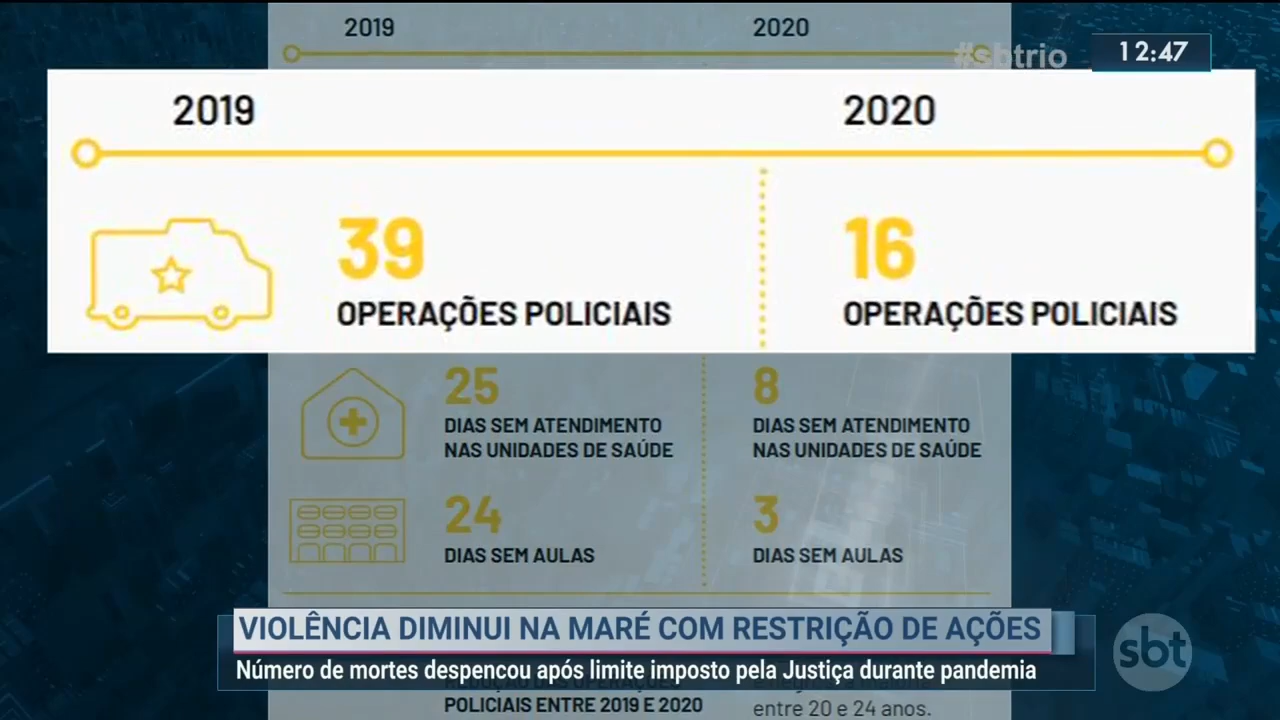 2019
2020
#sbtrio
12:47
2019
2020
39
OPERAÇÕES POLICIAIS
16
OPERAÇÕES POLICIAIS
25
DIAS SEM ATENDIMENTO
NAS UNIDADES DE SAÚDE
8
DIAS SEM ATENDIMENTO
NAS UNIDADES DE SAÚDE
24
DIAS SEM AULAS
3
DIAS SEM AULAS
VIOLÊNCIA DIMINUI NA MARÉ COM RESTRIÇÃO DE AÇÕES
Número de mortes despencou após limite imposto pela Justiça durante pandemia
sbt
POLICIAIS ENTRE 2019 E 2020
entre 20 e 24 anos.